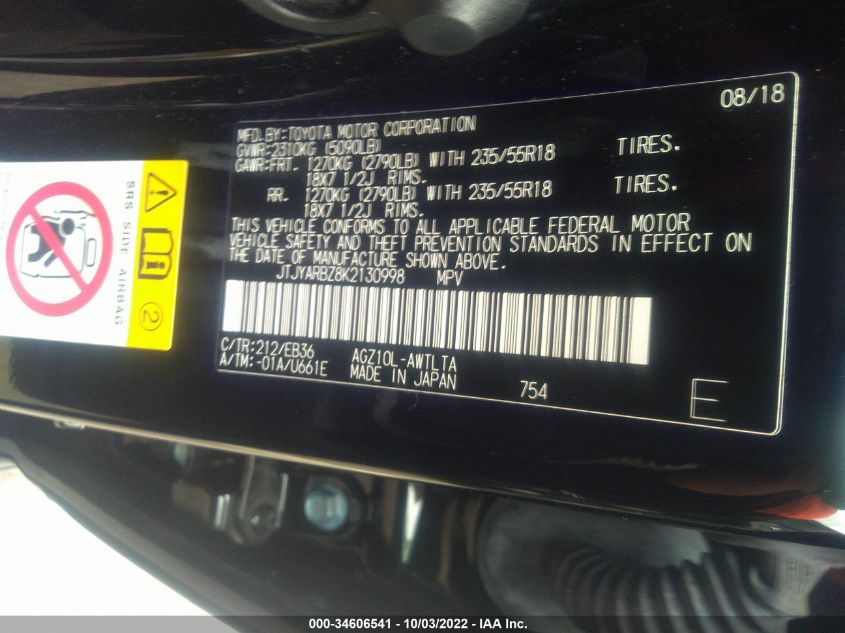 08/18
MFD.BY:TOYOTA MOTOR CORPORATION
GVWR:2310KG (5090LB)
GAWR:FRT. 1270KG (2790LB) WITH 235/55R18 TIRES.
18X7 1/2J RIMS.
RR. 1270KG (2790LB) WITH 235/55R18 TIRES.
18X7 1/2J RIMS.
THIS VEHICLE CONFORMS TO ALL APPLICABLE FEDERAL MOTOR
VEHICLE SAFETY AND THEFT PREVENTION STANDARDS IN EFFECT ON
THE DATE OF MANUFACTURE SHOWN ABOVE.
JTJYARBZ8K2130998 MPV
C/TR:212/EB36 AGZ10L-AWTLTA
A/TM:-01A/U661E MADE IN JAPAN 754
E
SRS SIDE AIRBAG
2
000-34606541 - 10/03/2022 - IAA Inc.